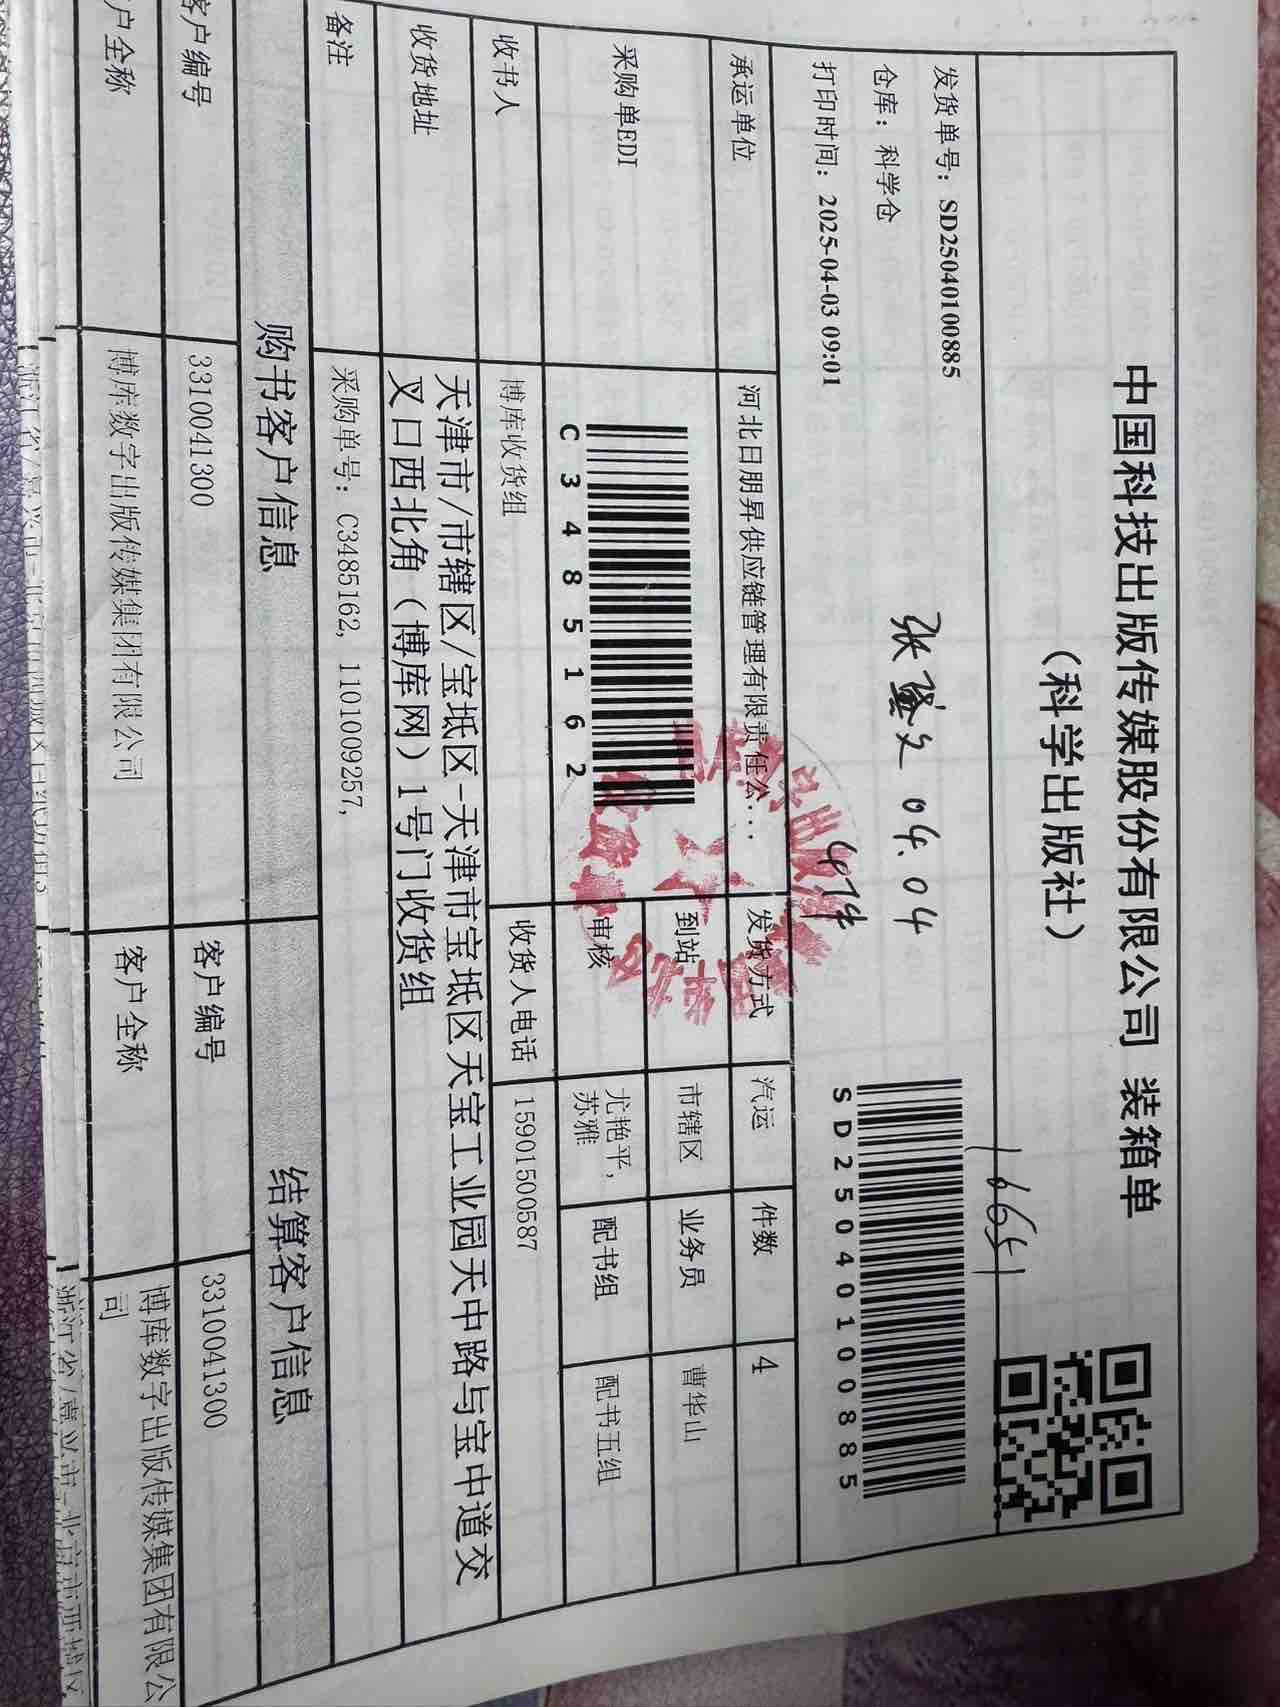 中国科技出版传媒股份有限公司 装箱单
（科学出版社）
1665
发货单号: SD25040100885
仓库: 科学仓
04.04
SD25040100885
打印时间: 2025-04-03 09:01
4件
承运单位 河北日朋昇供应链管理有限责任公... 发货方式 汽运 件数 4
采购单EDI C3485162 到站 市辖区 业务员 曹华山
审核 尤艳平, 苏雅 配书组 配书五组
收书人 博库收货组 收货人电话 15901500587
收货地址 天津市/市辖区/宝坻区-天津市宝坻区天宝工业园天中路与宝中道交
叉口西北角（博库网）1号门收货组
备注 采购单号: C3485162, 1101009257,
购书客户信息 结算客户信息
客户编号 3310041300 客户编号 3310041300
户全称 博库数字出版传媒集团有限公司 客户全称 博库数字出版传媒集团有限公
司